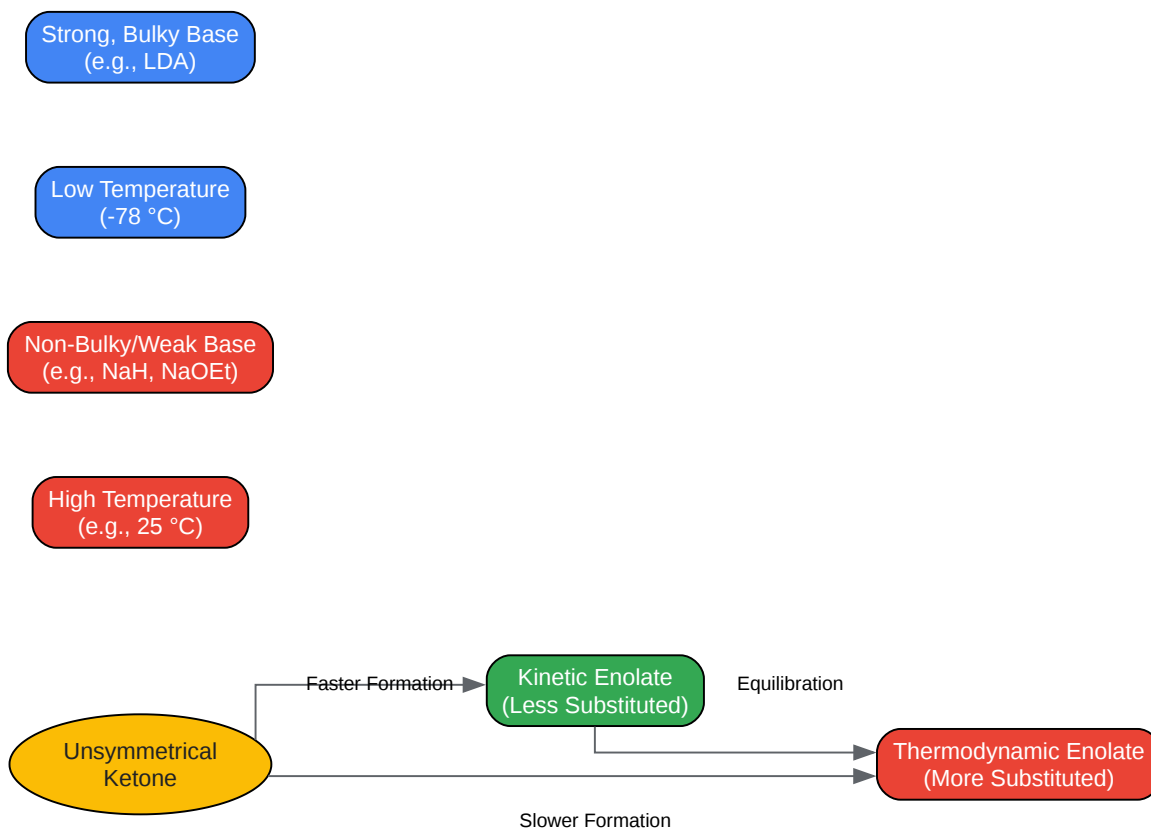 Strong, Bulky Base
(e.g., LDA)
Low Temperature
(-78 °C)
Non-Bulky/Weak Base
(e.g., NaH, NaOEt)
High Temperature
(e.g., 25 °C)
Faster Formation
Kinetic Enolate
(Less Substituted)
Equilibration
Unsymmetrical
Ketone
Thermodynamic Enolate
(More Substituted)
Slower Formation